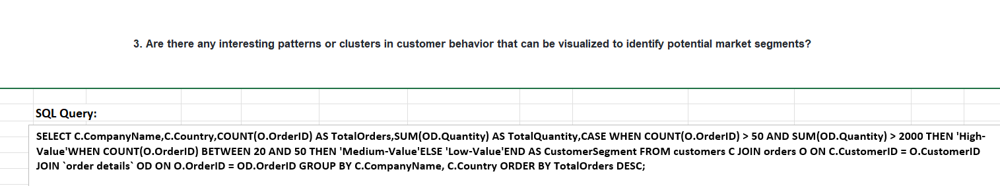 3. Are there any interesting patterns or clusters in customer behavior that can be visualized to identify potential market segments?
SQL Query:
SELECT C.CompanyName,C.Country,COUNT(O.OrderID) AS TotalOrders,SUM(OD.Quantity) AS TotalQuantity,CASE WHEN COUNT(O.OrderID) > 50 AND SUM(OD.Quantity) > 2000 THEN 'High-
Value'WHEN COUNT(O.OrderID) BETWEEN 20 AND 50 THEN 'Medium-Value'ELSE 'Low-Value'END AS CustomerSegment FROM customers C JOIN orders O ON C.CustomerID = O.CustomerID
JOIN `order details` OD ON O.OrderID = OD.OrderID GROUP BY C.CompanyName, C.Country ORDER BY TotalOrders DESC;